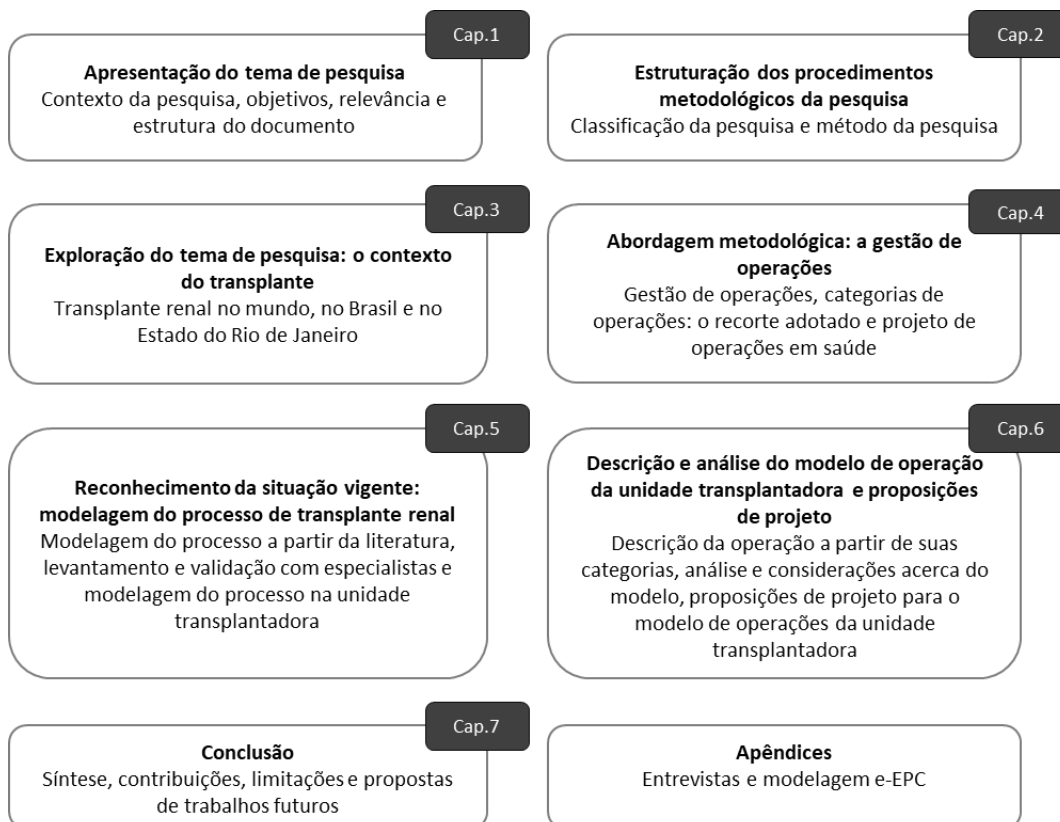 Cap.1
Apresentação do tema de pesquisa
Contexto da pesquisa, objetivos, relevância e
estrutura do documento
Cap.2
Estruturação dos procedimentos
metodológicos da pesquisa
Classificação da pesquisa e método da pesquisa
Cap.3
Exploração do tema de pesquisa: o contexto
do transplante
Transplante renal no mundo, no Brasil e no
Estado do Rio de Janeiro
Cap.4
Abordagem metodológica: a gestão de
operações
Gestão de operações, categorias de
operações: o recorte adotado e projeto de
operações em saúde
Cap.5
Reconhecimento da situação vigente:
modelagem do processo de transplante renal
Modelagem do processo a partir da literatura,
levantamento e validação com especialistas e
modelagem do processo na unidade
transplantadora
Cap.6
Descrição e análise do modelo de operação
da unidade transplantadora e proposições
de projeto
Descrição da operação a partir de suas
categorias, análise e considerações acerca do
modelo, proposições de projeto para o
modelo de operações da unidade
transplantadora
Cap.7
Conclusão
Síntese, contribuições, limitações e propostas
de trabalhos futuros
Apêndices
Entrevistas e modelagem e-EPC